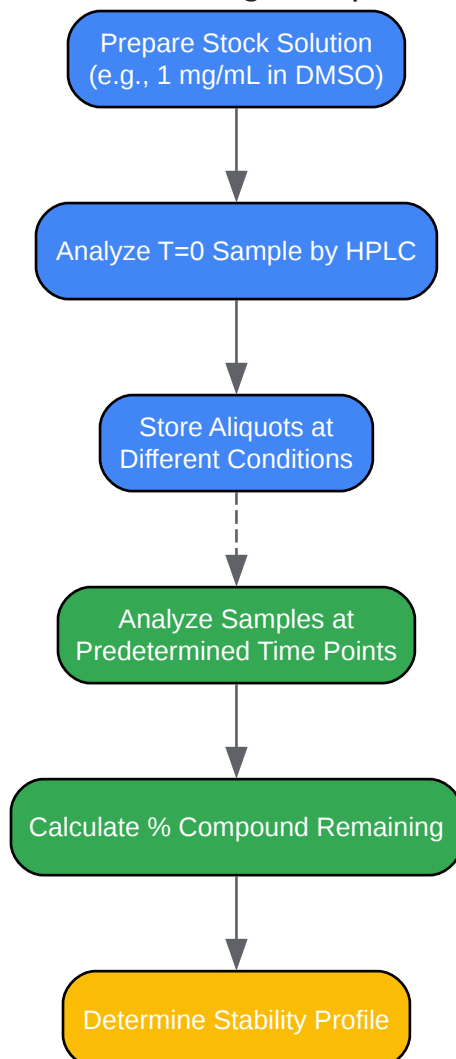 Prepare Stock Solution
(e.g., 1 mg/mL in DMSO)
Analyze T=0 Sample by HPLC
Store Aliquots at
Different Conditions
Analyze Samples at
Predetermined Time Points
Calculate % Compound Remaining
Determine Stability Profile